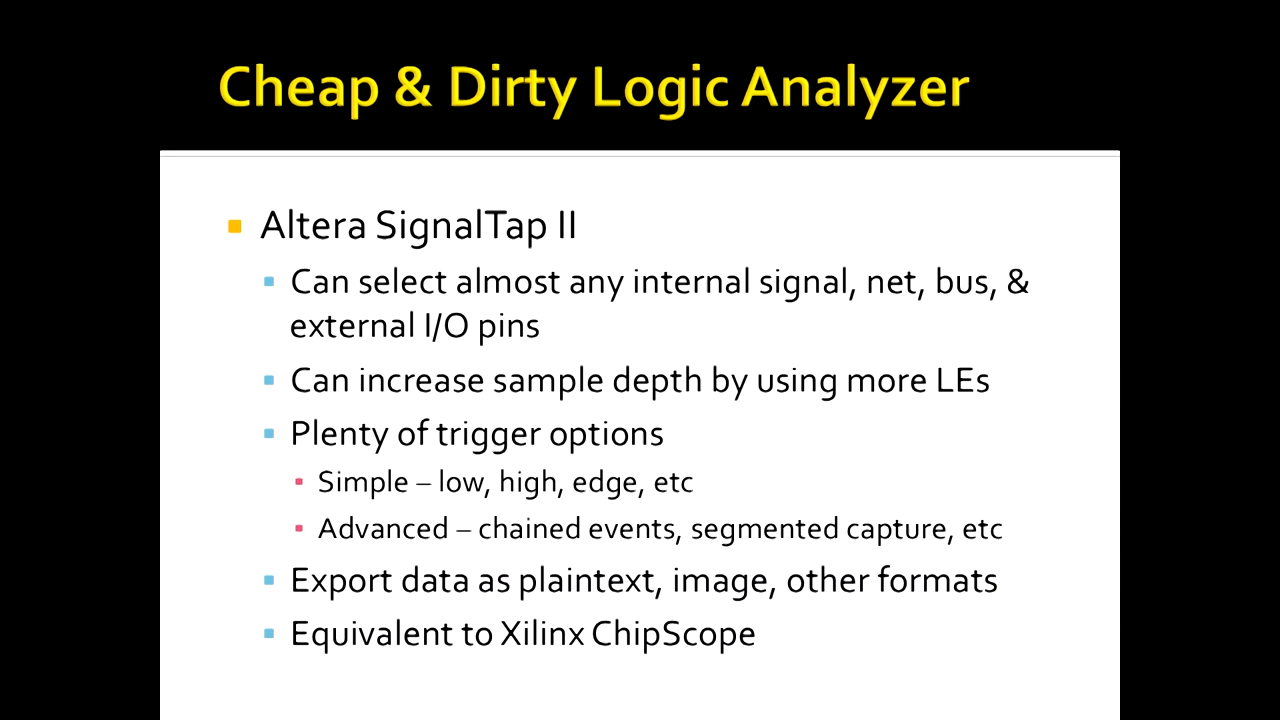 Cheap & Dirty Logic Analyzer
Altera SignalTap II
Can select almost any internal signal, net, bus, &
external I/O pins
Can increase sample depth by using more LEs
Plenty of trigger options
Simple – low, high, edge, etc
Advanced – chained events, segmented capture, etc
Export data as plaintext, image, other formats
Equivalent to Xilinx ChipScope